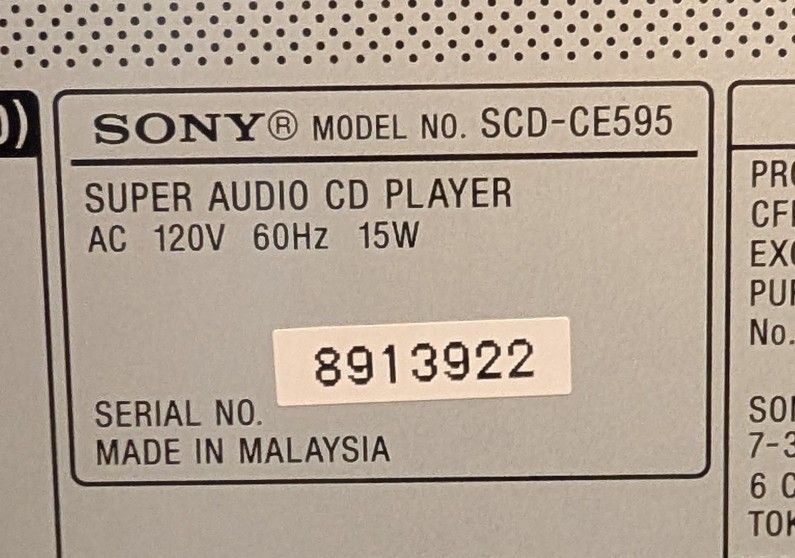 SONY® MODEL NO. SCD-CE595
SUPER AUDIO CD PLAYER
AC 120V 60Hz 15W
8913922
SERIAL NO.
MADE IN MALAYSIA
No.